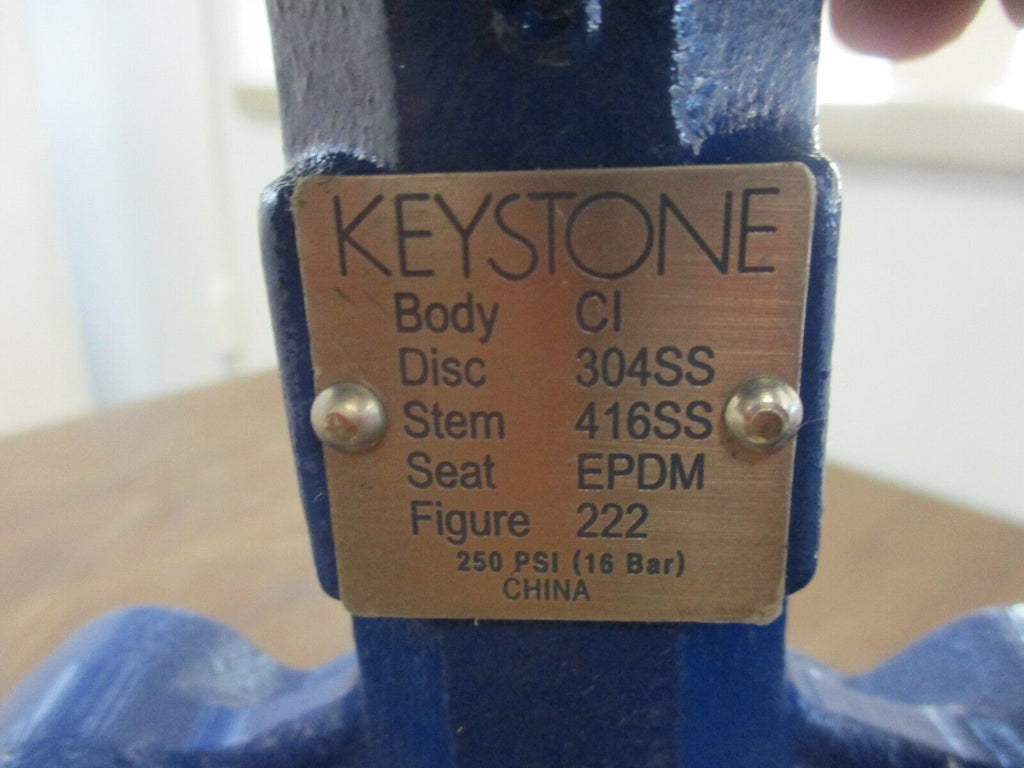 KEYSTONE
Body CI
Disc 304SS
Stem 416SS
Seat EPDM
Figure 222
250 PSI (16 Bar)
CHINA